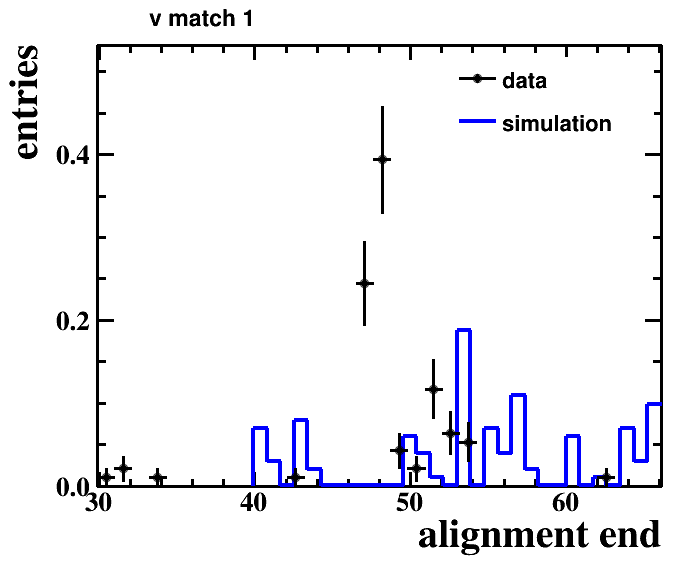 v match 1
entries
data
simulation
0.4
0.2
0.0
30 40 50 60
alignment end